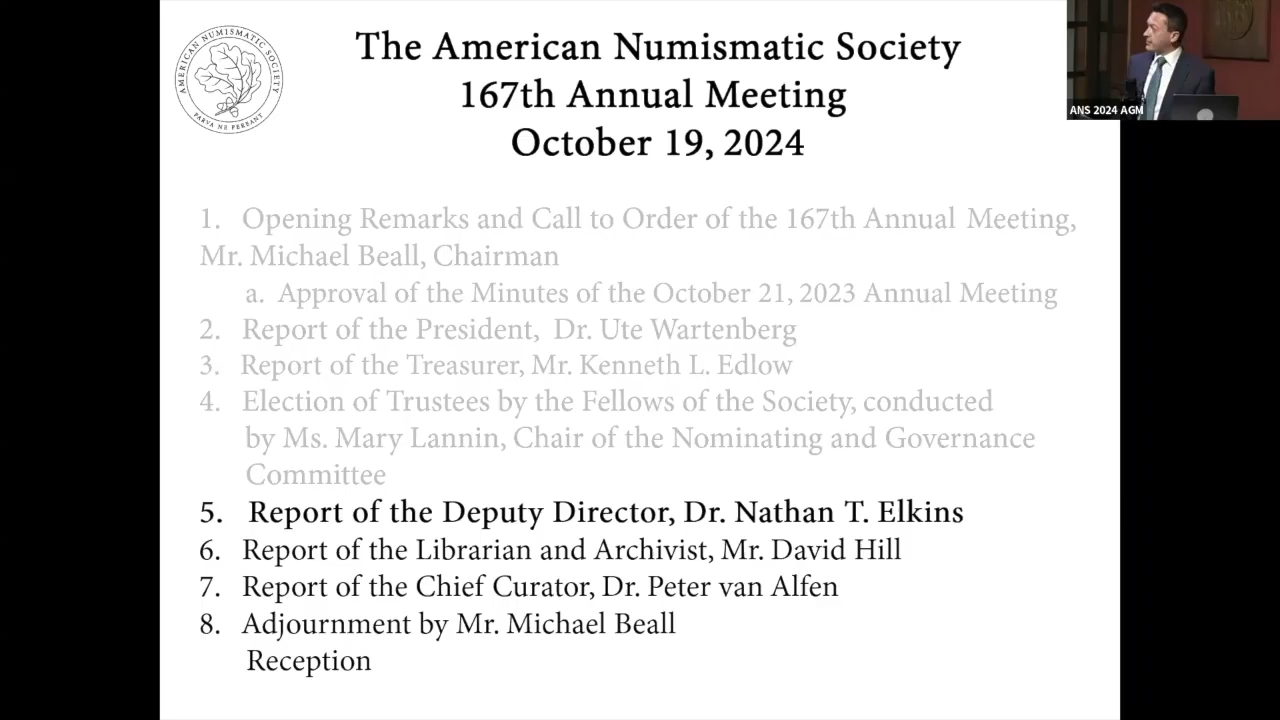 AMERICAN NUMISMATIC SOCIETY
PARVA NE PEREANT
The American Numismatic Society
167th Annual Meeting
October 19, 2024
ANS 2024 AGM
1. Opening Remarks and Call to Order of the 167th Annual Meeting,
Mr. Michael Beall, Chairman
a. Approval of the Minutes of the October 21, 2023 Annual Meeting
2. Report of the President, Dr. Ute Wartenberg
3. Report of the Treasurer, Mr. Kenneth L. Edlow
4. Election of Trustees by the Fellows of the Society, conducted
by Ms. Mary Lannin, Chair of the Nominating and Governance
Committee
5. Report of the Deputy Director, Dr. Nathan T. Elkins
6. Report of the Librarian and Archivist, Mr. David Hill
7. Report of the Chief Curator, Dr. Peter van Alfen
8. Adjournment by Mr. Michael Beall
Reception